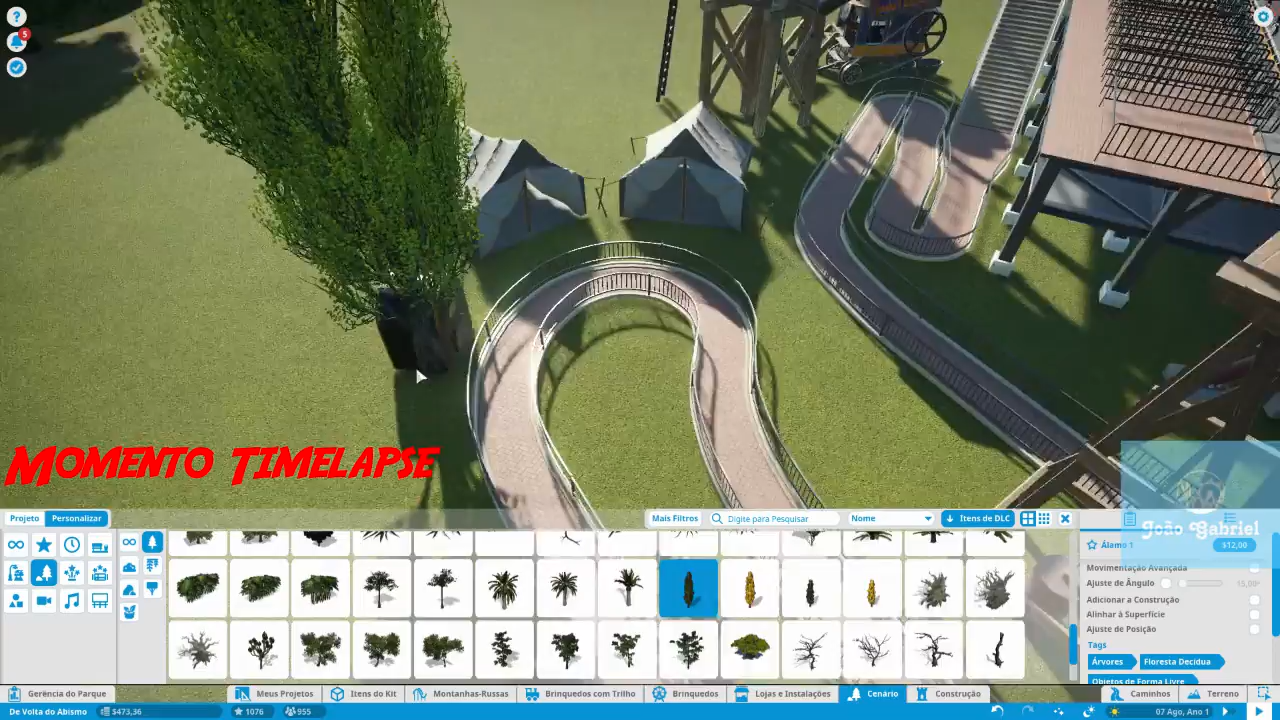 ?
5
MOMENTO TIMELAPSE
Projeto
Personalizar
Mais Filtros
Digite para Pesquisar
Nome
Itens de DLC
João Gabriel
Álamo 1
$12,00
Movimentação Avançada
Ajuste de Ângulo
15,00°
Adicionar a Construção
Alinhar à Superfície
Ajuste de Posição
Tags
Árvores
Floresta Decídua
Objetos de Forma Livre
Gerência do Parque
Meus Projetos
Itens do Kit
Montanhas-Russas
Brinquedos com Trilho
Brinquedos
Lojas e Instalações
Cenário
Construção
Caminhos
Terreno
De Volta do Abismo
$473,36
1076
955
07 Ago, Ano 1